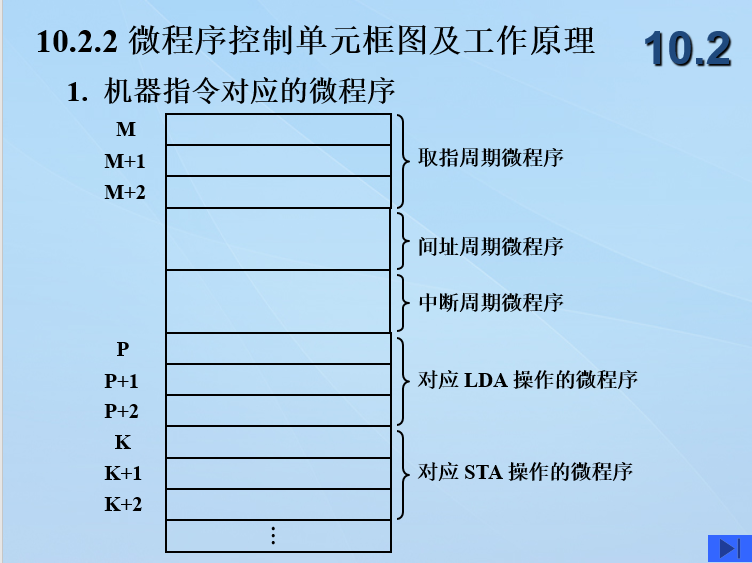 10.2.2 微程序控制单元框图及工作原理
10.2
1. 机器指令对应的微程序
M
M+1
取指周期微程序
M+2
间址周期微程序
中断周期微程序
P
P+1
对应 LDA 操作的微程序
P+2
K
K+1
对应 STA 操作的微程序
K+2
⋮